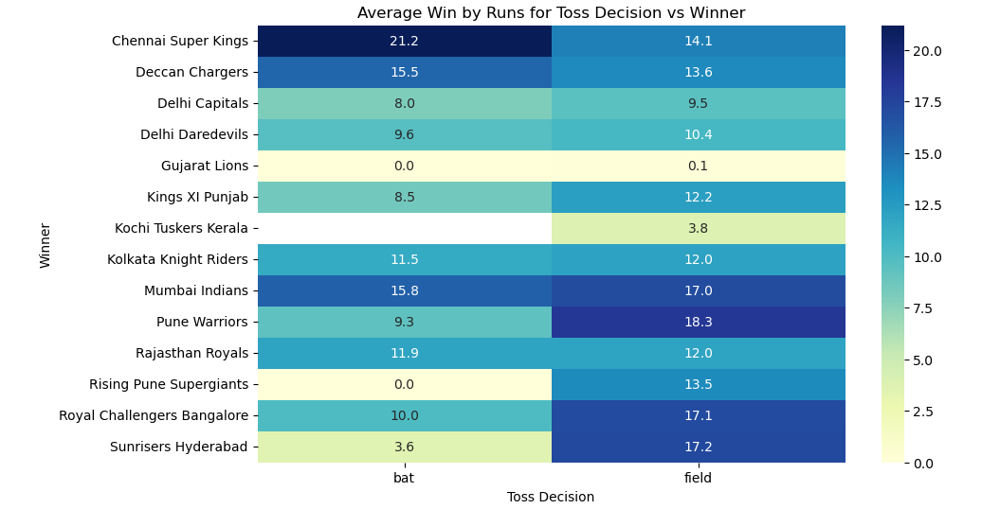 Average Win by Runs for Toss Decision vs Winner
Chennai Super Kings 21.2 14.1
Deccan Chargers 15.5 13.6
Delhi Capitals 8.0 9.5
Delhi Daredevils 9.6 10.4
Gujarat Lions 0.0 0.1
Kings XI Punjab 8.5 12.2
Kochi Tuskers Kerala 3.8
Kolkata Knight Riders 11.5 12.0
Mumbai Indians 15.8 17.0
Pune Warriors 9.3 18.3
Rajasthan Royals 11.9 12.0
Rising Pune Supergiants 0.0 13.5
Royal Challengers Bangalore 10.0 17.1
Sunrisers Hyderabad 3.6 17.2
bat field
Toss Decision
Winner
20.0
17.5
15.0
12.5
10.0
7.5
5.0
2.5
0.0